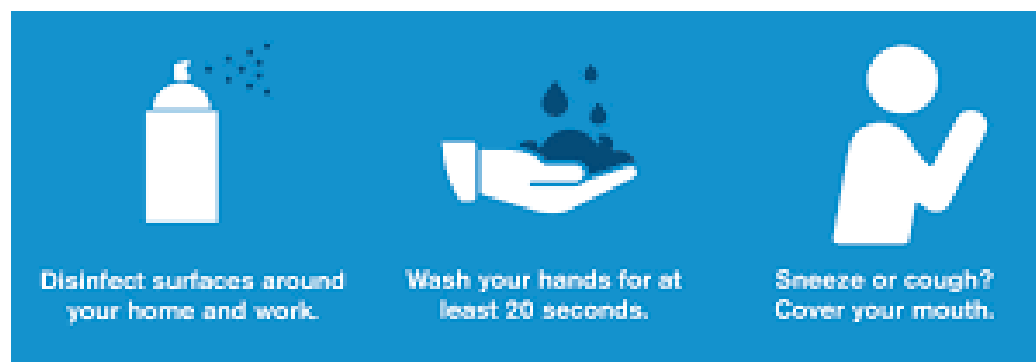 Disinfect surfaces around
your home and work.
Wash your hands for at
least 20 seconds.
Sneeze or cough?
Cover your mouth.